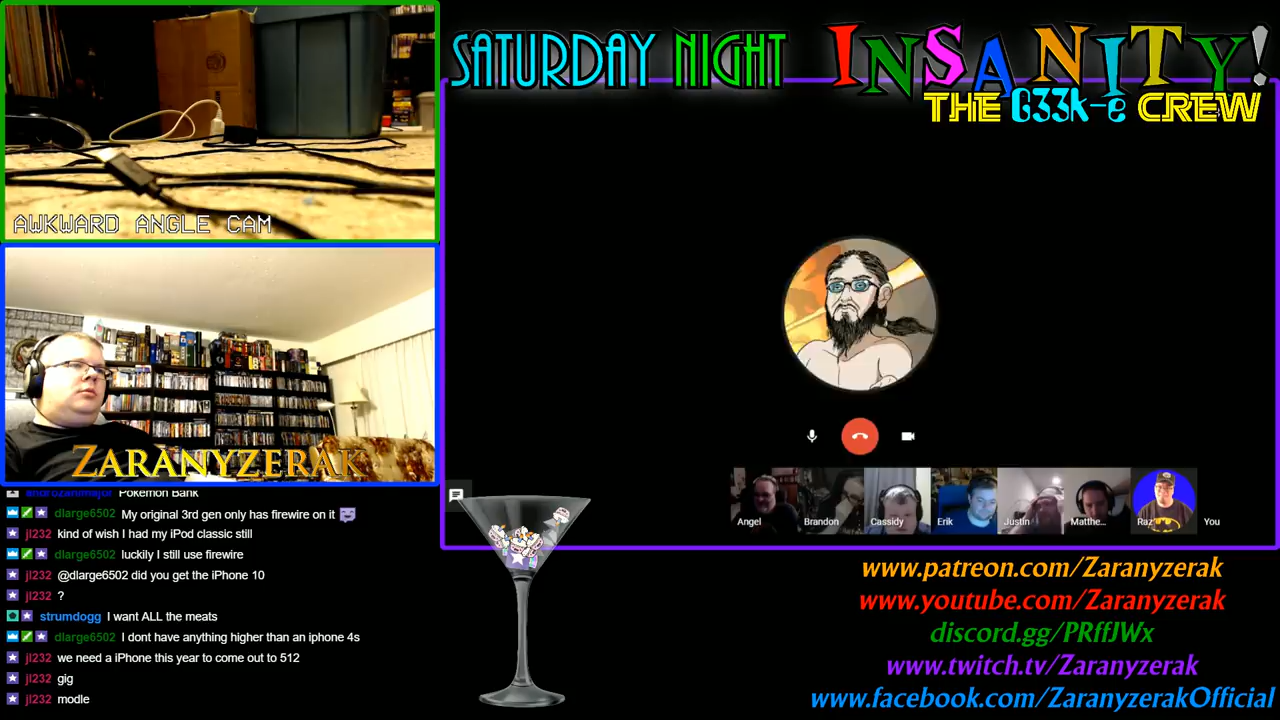 SATURDAY NIGHT INSANITY!
THE G33k-e CREW
AWKWARD ANGLE CAM
ZARANYZERAK
androzanimajor Pokemon Bank
dlarge6502 My original 3rd gen only has firewire on it
jl232 kind of wish I had my iPod classic still
dlarge6502 luckily I still use firewire
jl232 @dlarge6502 did you get the iPhone 10
jl232 ?
strumdogg I want ALL the meats
dlarge6502 I dont have anything higher than an iphone 4s
jl232 we need a iPhone this year to come out to 512
jl232 gig
jl232 modle
Angel Brandon Cassidy Erik Justin Matthe... Raz You
www.patreon.com/Zaranyzerak
www.youtube.com/Zaranyzerak
discord.gg/PRffJWx
www.twitch.tv/Zaranyzerak
www.facebook.com/ZaranyzerakOfficial